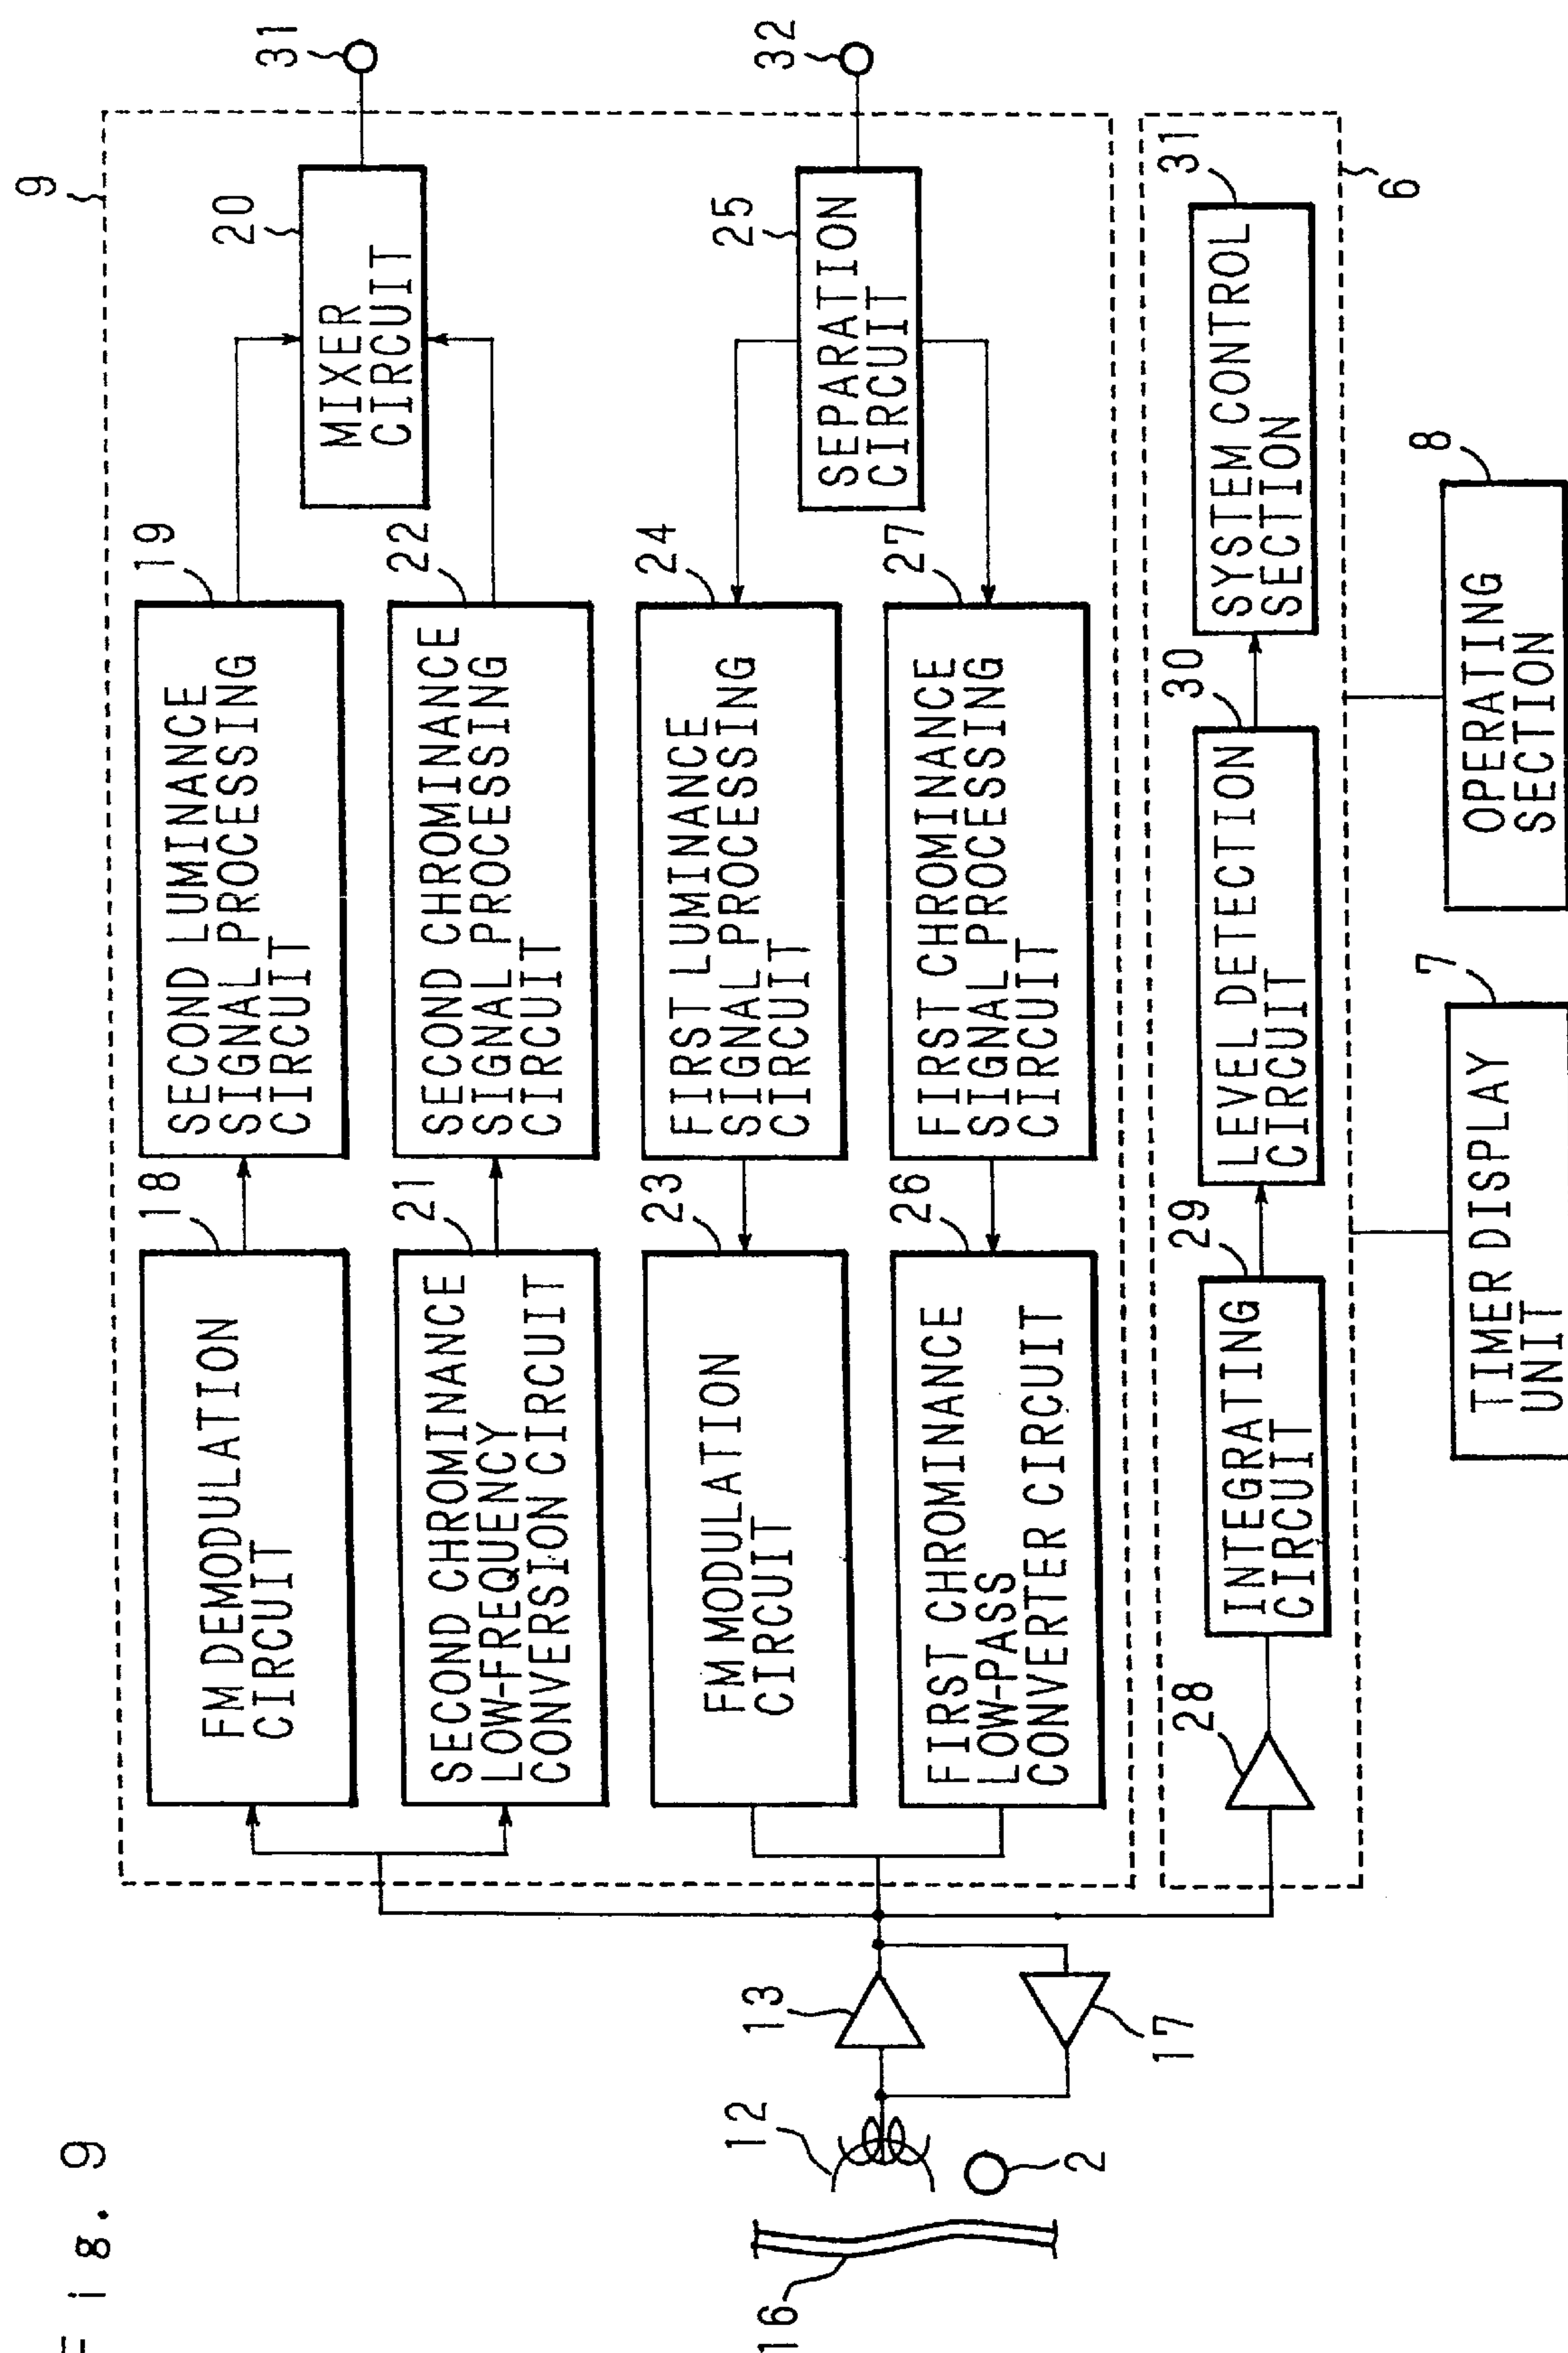 Fig. 9
9
18
FM DEMODULATION
CIRCUIT
19
SECOND LUMINANCE
SIGNAL PROCESSING
CIRCUIT
20
MIXER
CIRCUIT
31
21
SECOND CHROMINANCE
LOW-FREQUENCY
CONVERSION CIRCUIT
22
SECOND CHROMINANCE
SIGNAL PROCESSING
CIRCUIT
23
FM MODULATION
CIRCUIT
24
FIRST LUMINANCE
SIGNAL PROCESSING
CIRCUIT
25
SEPARATION
CIRCUIT
32
26
FIRST CHROMINANCE
LOW-PASS
CONVERTER CIRCUIT
27
FIRST CHROMINANCE
SIGNAL PROCESSING
CIRCUIT
16
12
2
13
17
28
29
INTEGRATING
CIRCUIT
30
LEVEL DETECTION
CIRCUIT
31
SYSTEM CONTROL
SECTION
6
7
TIMER DISPLAY
UNIT
8
OPERATING
SECTION